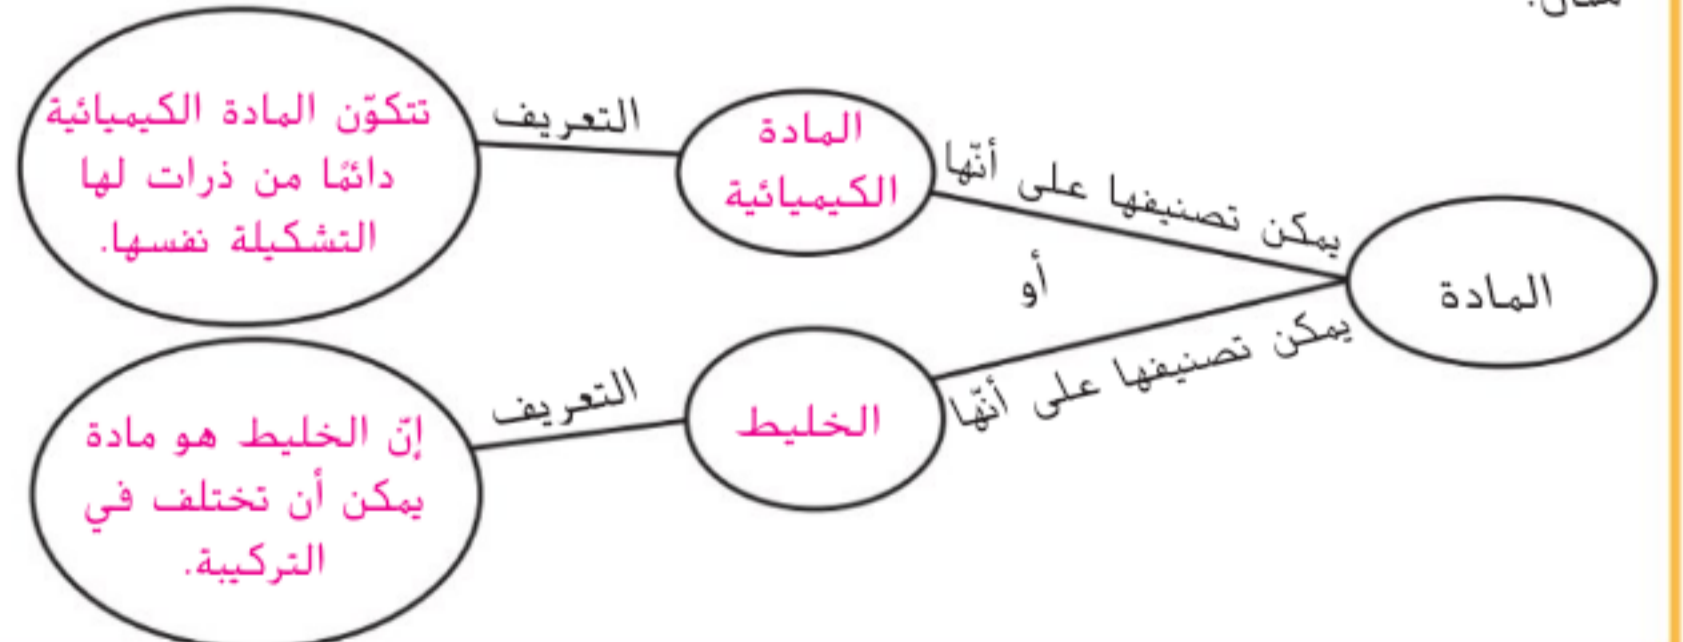 المادة
يمكن تصنيفها على أنّها
المادة
الكيميائية
التعريف
تتكوّن المادة الكيميائية
دائمًا من ذرات لها
التشكيلة نفسها.
أو
يمكن تصنيفها على أنّها
الخليط
التعريف
إنّ الخليط هو مادة
يمكن أن تختلف في
التركيبة.